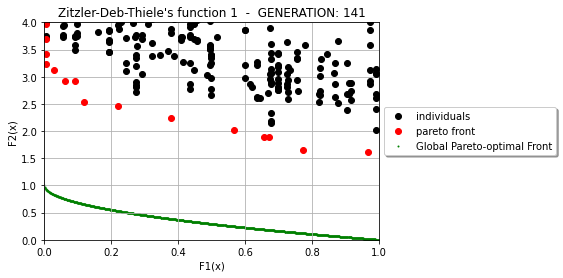 Zitzler-Deb-Thiele's function 1 - GENERATION: 141
4.0
3.5
3.0
2.5
2.0
1.5
1.0
0.5
0.0
F2(x)
0.0 0.2 0.4 0.6 0.8 1.0
F1(x)
individuals
pareto front
Global Pareto-optimal Front